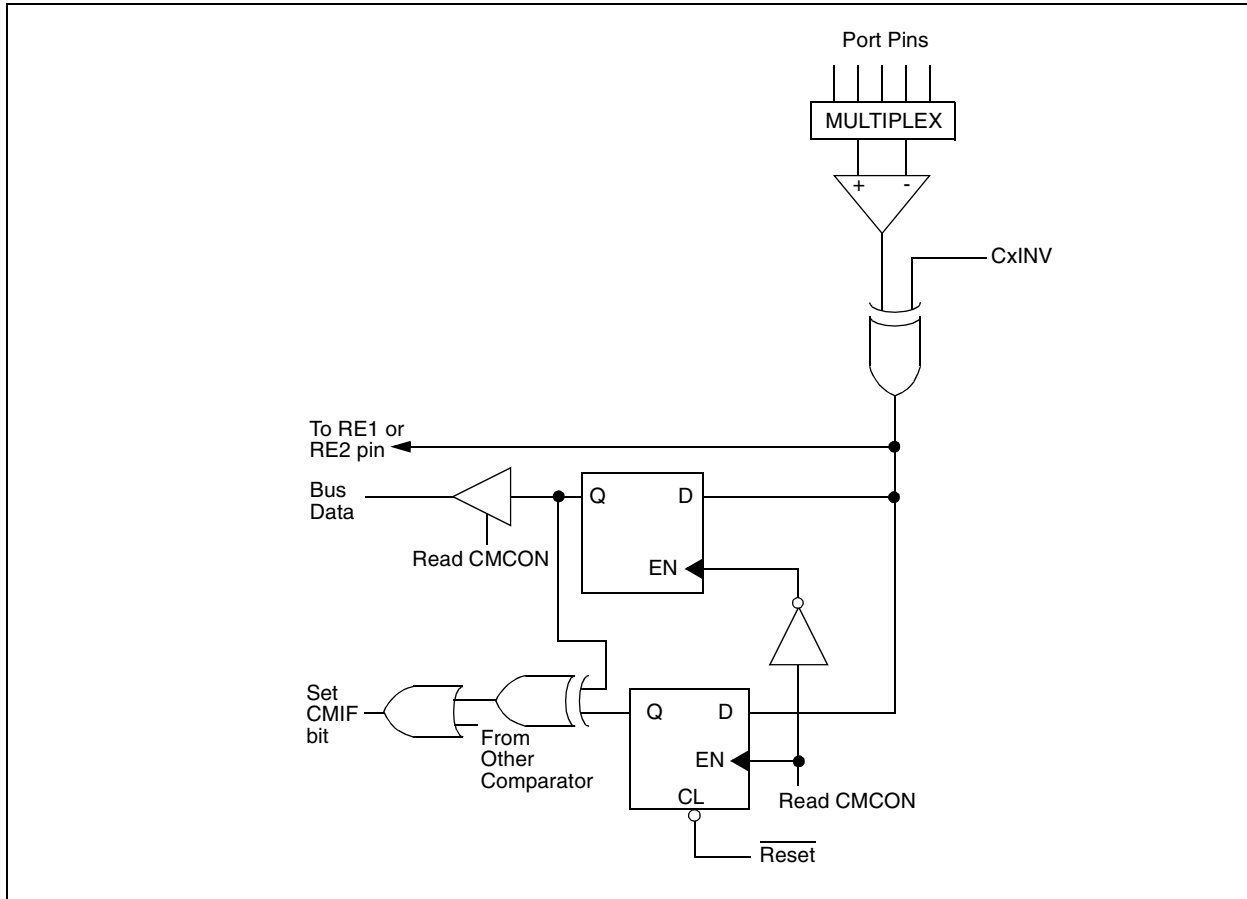 Port Pins
MULTIPLEX
+ -
CxINV
To RE1 or
RE2 pin
Bus
Data
Q D
Read CMCON
EN
Set
CMIF
bit
From
Other
Comparator
Q D
EN
CL
Read CMCON
Reset